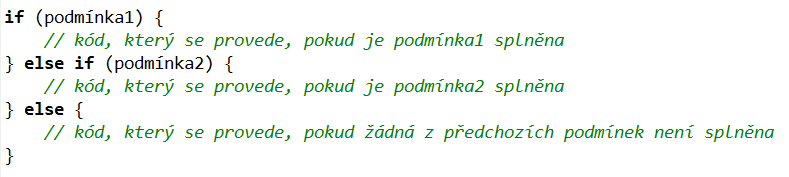 if (podmínka1) {
    // kód, který se provede, pokud je podmínka1 splněna
} else if (podmínka2) {
    // kód, který se provede, pokud je podmínka2 splněna
} else {
    // kód, který se provede, pokud žádná z předchozích podmínek není splněna
}